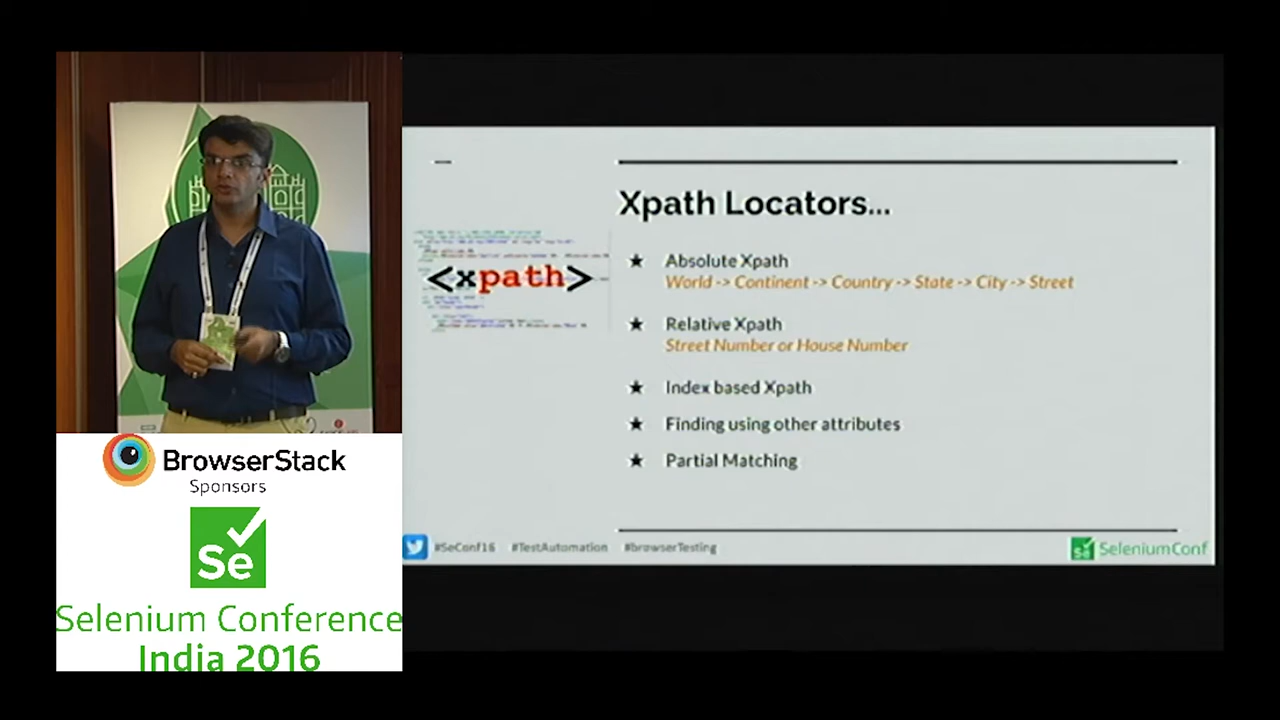 BrowserStack
Sponsors
Se
Selenium Conference
India 2016
Xpath Locators...
<xpath>
★ Absolute Xpath
World -> Continent -> Country -> State -> City -> Street
★ Relative Xpath
Street Number or House Number
★ Index based Xpath
★ Finding using other attributes
★ Partial Matching
#SeConf16 #TestAutomation #browserTesting
Se SeleniumConf